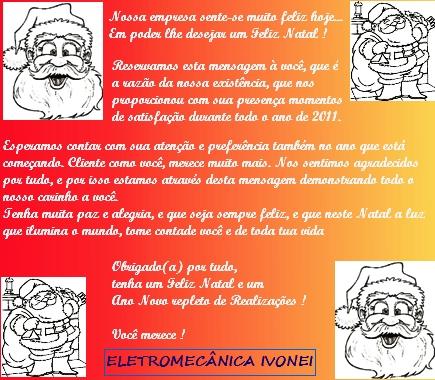 Nossa empresa sente-se muito feliz hoje...
Em poder lhe desejar um Feliz Natal !
Reservamos esta mensagem à você, que é
a razão da nossa existência, que nos
proporcionou com sua presença momentos
de satisfação durante todo o ano de 2011.
Esperamos contar com sua atenção e preferência também no ano que está
começando. Cliente como você, merece muito mais. Nos sentimos agradecidos
por tudo, e por isso estamos através desta mensagem demonstrando todo o
nosso carinho a você.
Tenha muita paz e alegria, e que seja sempre feliz, e que neste Natal a luz
que ilumina o mundo, tome contade você e de toda tua vida
Obrigado(a) por tudo,
tenha um Feliz Natal e um
Ano Novo repleto de Realizações !
Você merece !
ELETROMECÂNICA IVONEI